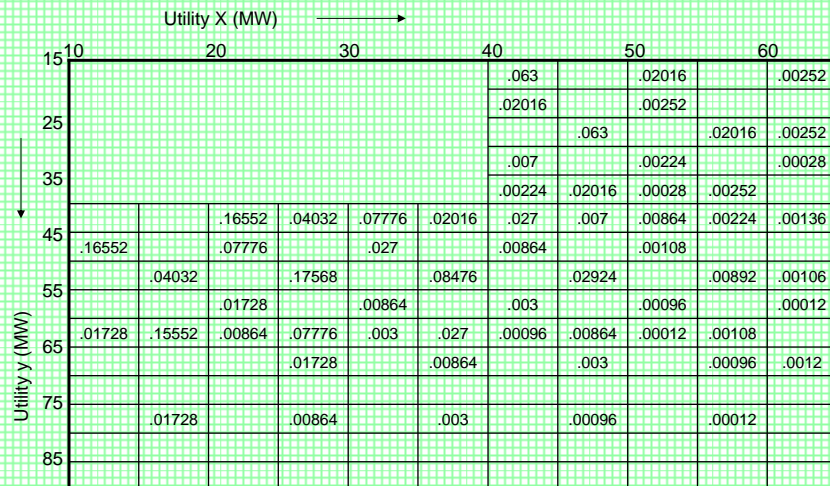 Utility X (MW)
10 20 30 40 50 60
15
.063 .02016 .00252
.02016 .00252
25
.063 .02016 .00252
.007 .00224 .00028
35
.00224 .02016 .00028 .00252
.16552 .04032 .07776 .02016 .027 .007 .00864 .00224 .00136
45
.16552 .07776 .027 .00864 .00108
.04032 .17568 .08476 .02924 .00892 .00106
55
.01728 .00864 .003 .00096 .00012
.01728 .15552 .00864 .07776 .003 .027 .00096 .00864 .00012 .00108
65
.01728 .00864 .003 .00096 .0012
75
.01728 .00864 .003 .00096 .00012
85
Utility y (MW)